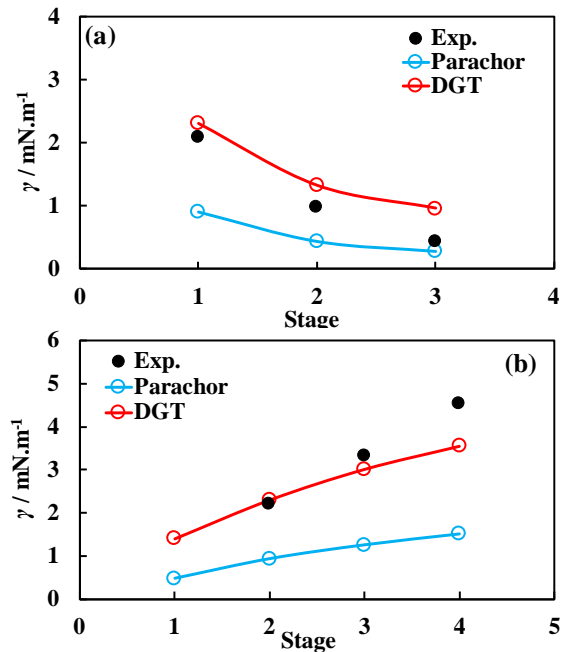 (a)
Exp.
Parachor
DGT
γ / mN.m⁻¹
4
3
2
1
0
0 1 2 3 4
Stage
(b)
Exp.
Parachor
DGT
γ / mN.m⁻¹
6
5
4
3
2
1
0
0 1 2 3 4 5
Stage